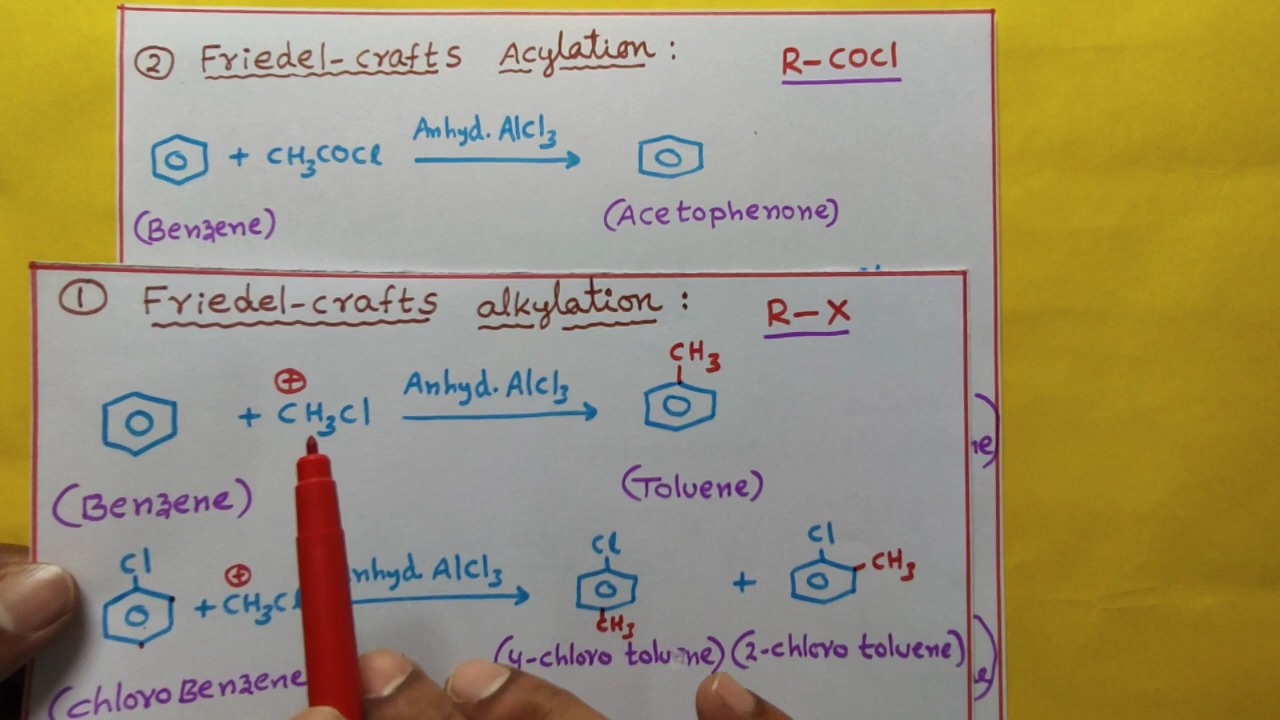 ② Friedel-crafts Acylation : R-COCl
+ CH₃COCl Anhyd. AlCl₃
(Benzene) (Acetophenone)
① Friedel-crafts alkylation : R-X
CH₃
⊕
+ CH₃Cl Anhyd. AlCl₃
(Benzene) (Toluene)
Cl Cl Cl
⊕ CH₃
+ CH₃Cl nhyd AlCl₃ +
CH₃
(chloro Benzene (4-chloro toluene) (2-chloro toluene)